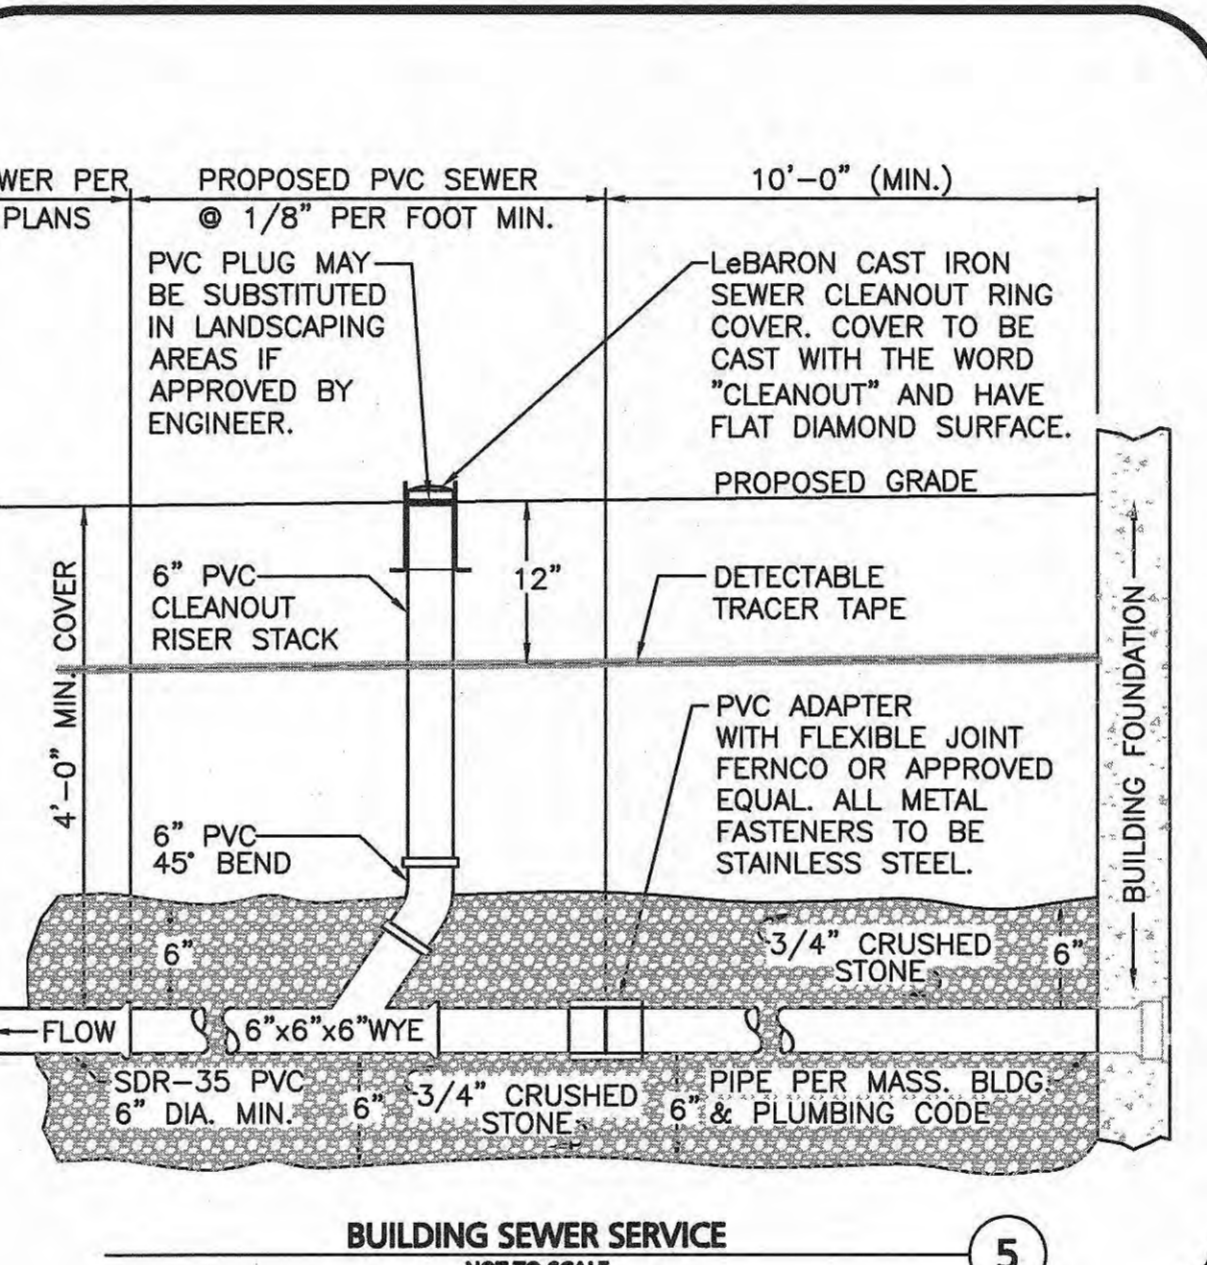 PER
PLANS
PROPOSED PVC SEWER
@ 1/8" PER FOOT MIN.
10'-0" (MIN.)
PVC PLUG MAY
BE SUBSTITUTED
IN LANDSCAPING
AREAS IF
APPROVED BY
ENGINEER.
LeBARON CAST IRON
SEWER CLEANOUT RING
COVER. COVER TO BE
CAST WITH THE WORD
"CLEANOUT" AND HAVE
FLAT DIAMOND SURFACE.
PROPOSED GRADE
4'-0" MIN. COVER
6" PVC
CLEANOUT
RISER STACK
12"
DETECTABLE
TRACER TAPE
BUILDING FOUNDATION
PVC ADAPTER
WITH FLEXIBLE JOINT
FERNCO OR APPROVED
EQUAL. ALL METAL
FASTENERS TO BE
STAINLESS STEEL.
6" PVC
45° BEND
6"
3/4" CRUSHED
STONE
6"
FLOW
6"x6"x6"WYE
SDR-35 PVC
6" DIA. MIN.
6"
3/4" CRUSHED
STONE
6"
PIPE PER MASS. BLDG.
& PLUMBING CODE
BUILDING SEWER SERVICE
5
NOT TO SCALE